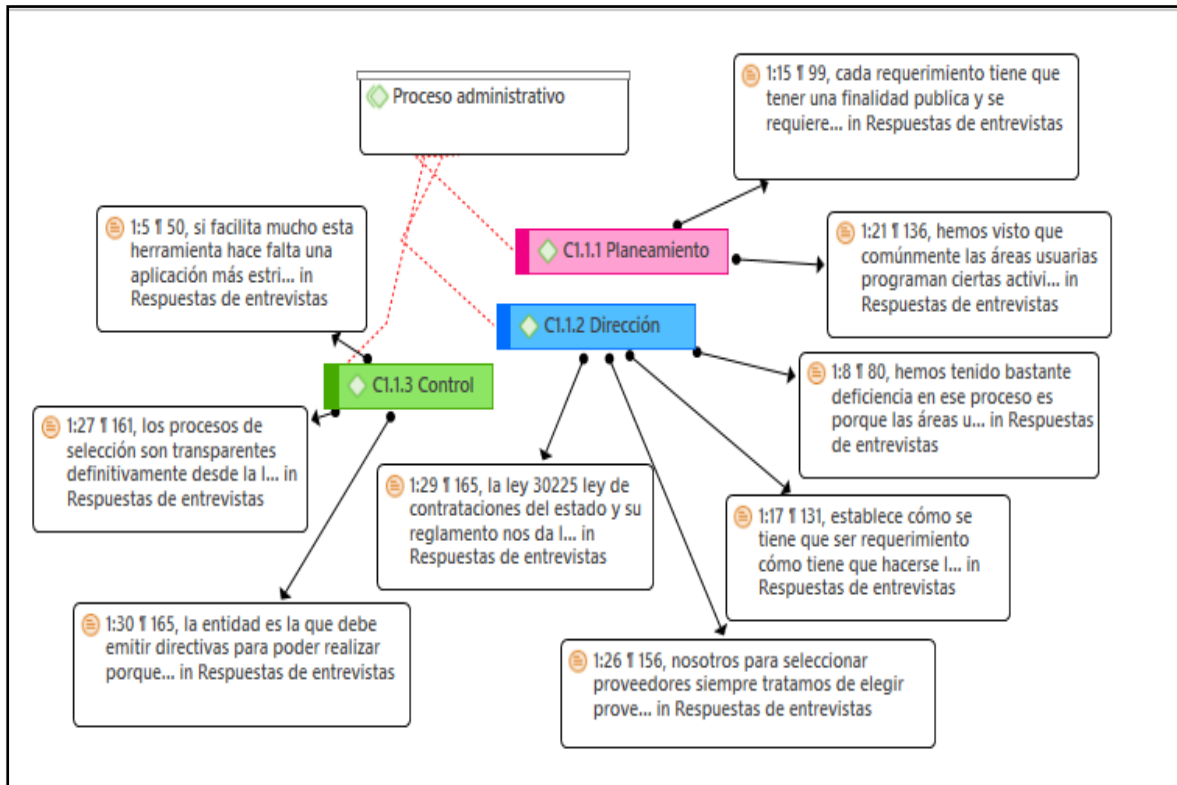 Proceso administrativo
1:15 ¶ 99, cada requerimiento tiene que
tener una finalidad publica y se
requiere... in Respuestas de entrevistas
1:5 ¶ 50, si facilita mucho esta
herramienta hace falta una
aplicación más estri... in
Respuestas de entrevistas
C1.1.1 Planeamiento
1:21 ¶ 136, hemos visto que
comúnmente las áreas usuarias
programan ciertas activi... in
Respuestas de entrevistas
C1.1.2 Dirección
C1.1.3 Control
1:8 ¶ 80, hemos tenido bastante
deficiencia en ese proceso es
porque las áreas u... in Respuestas
de entrevistas
1:27 ¶ 161, los procesos de
selección son transparentes
definitivamente desde la l... in
Respuestas de entrevistas
1:29 ¶ 165, la ley 30225 ley de
contrataciones del estado y su
reglamento nos da l... in
Respuestas de entrevistas
1:17 ¶ 131, establece cómo se
tiene que ser requerimiento
cómo tiene que hacerse l... in
Respuestas de entrevistas
1:30 ¶ 165, la entidad es la que debe
emitir directivas para poder realizar
porque... in Respuestas de entrevistas
1:26 ¶ 156, nosotros para seleccionar
proveedores siempre tratamos de elegir
prove... in Respuestas de entrevistas